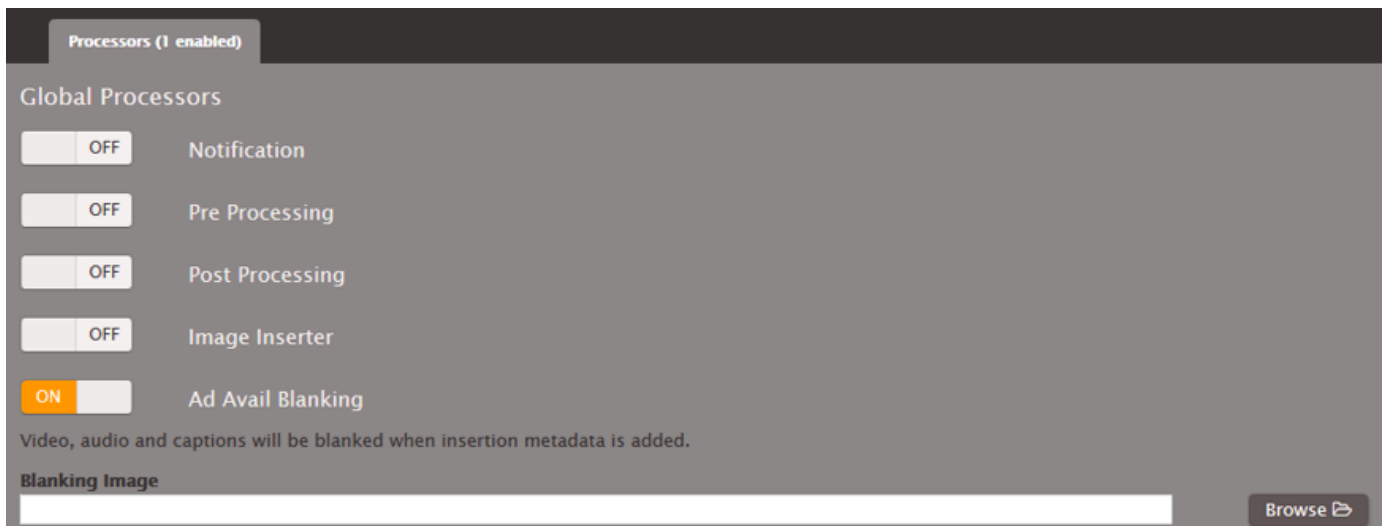 Processors (1 enabled)
Global Processors
OFF Notification
OFF Pre Processing
OFF Post Processing
OFF Image Inserter
ON Ad Avail Blanking
Video, audio and captions will be blanked when insertion metadata is added.
Blanking Image
Browse